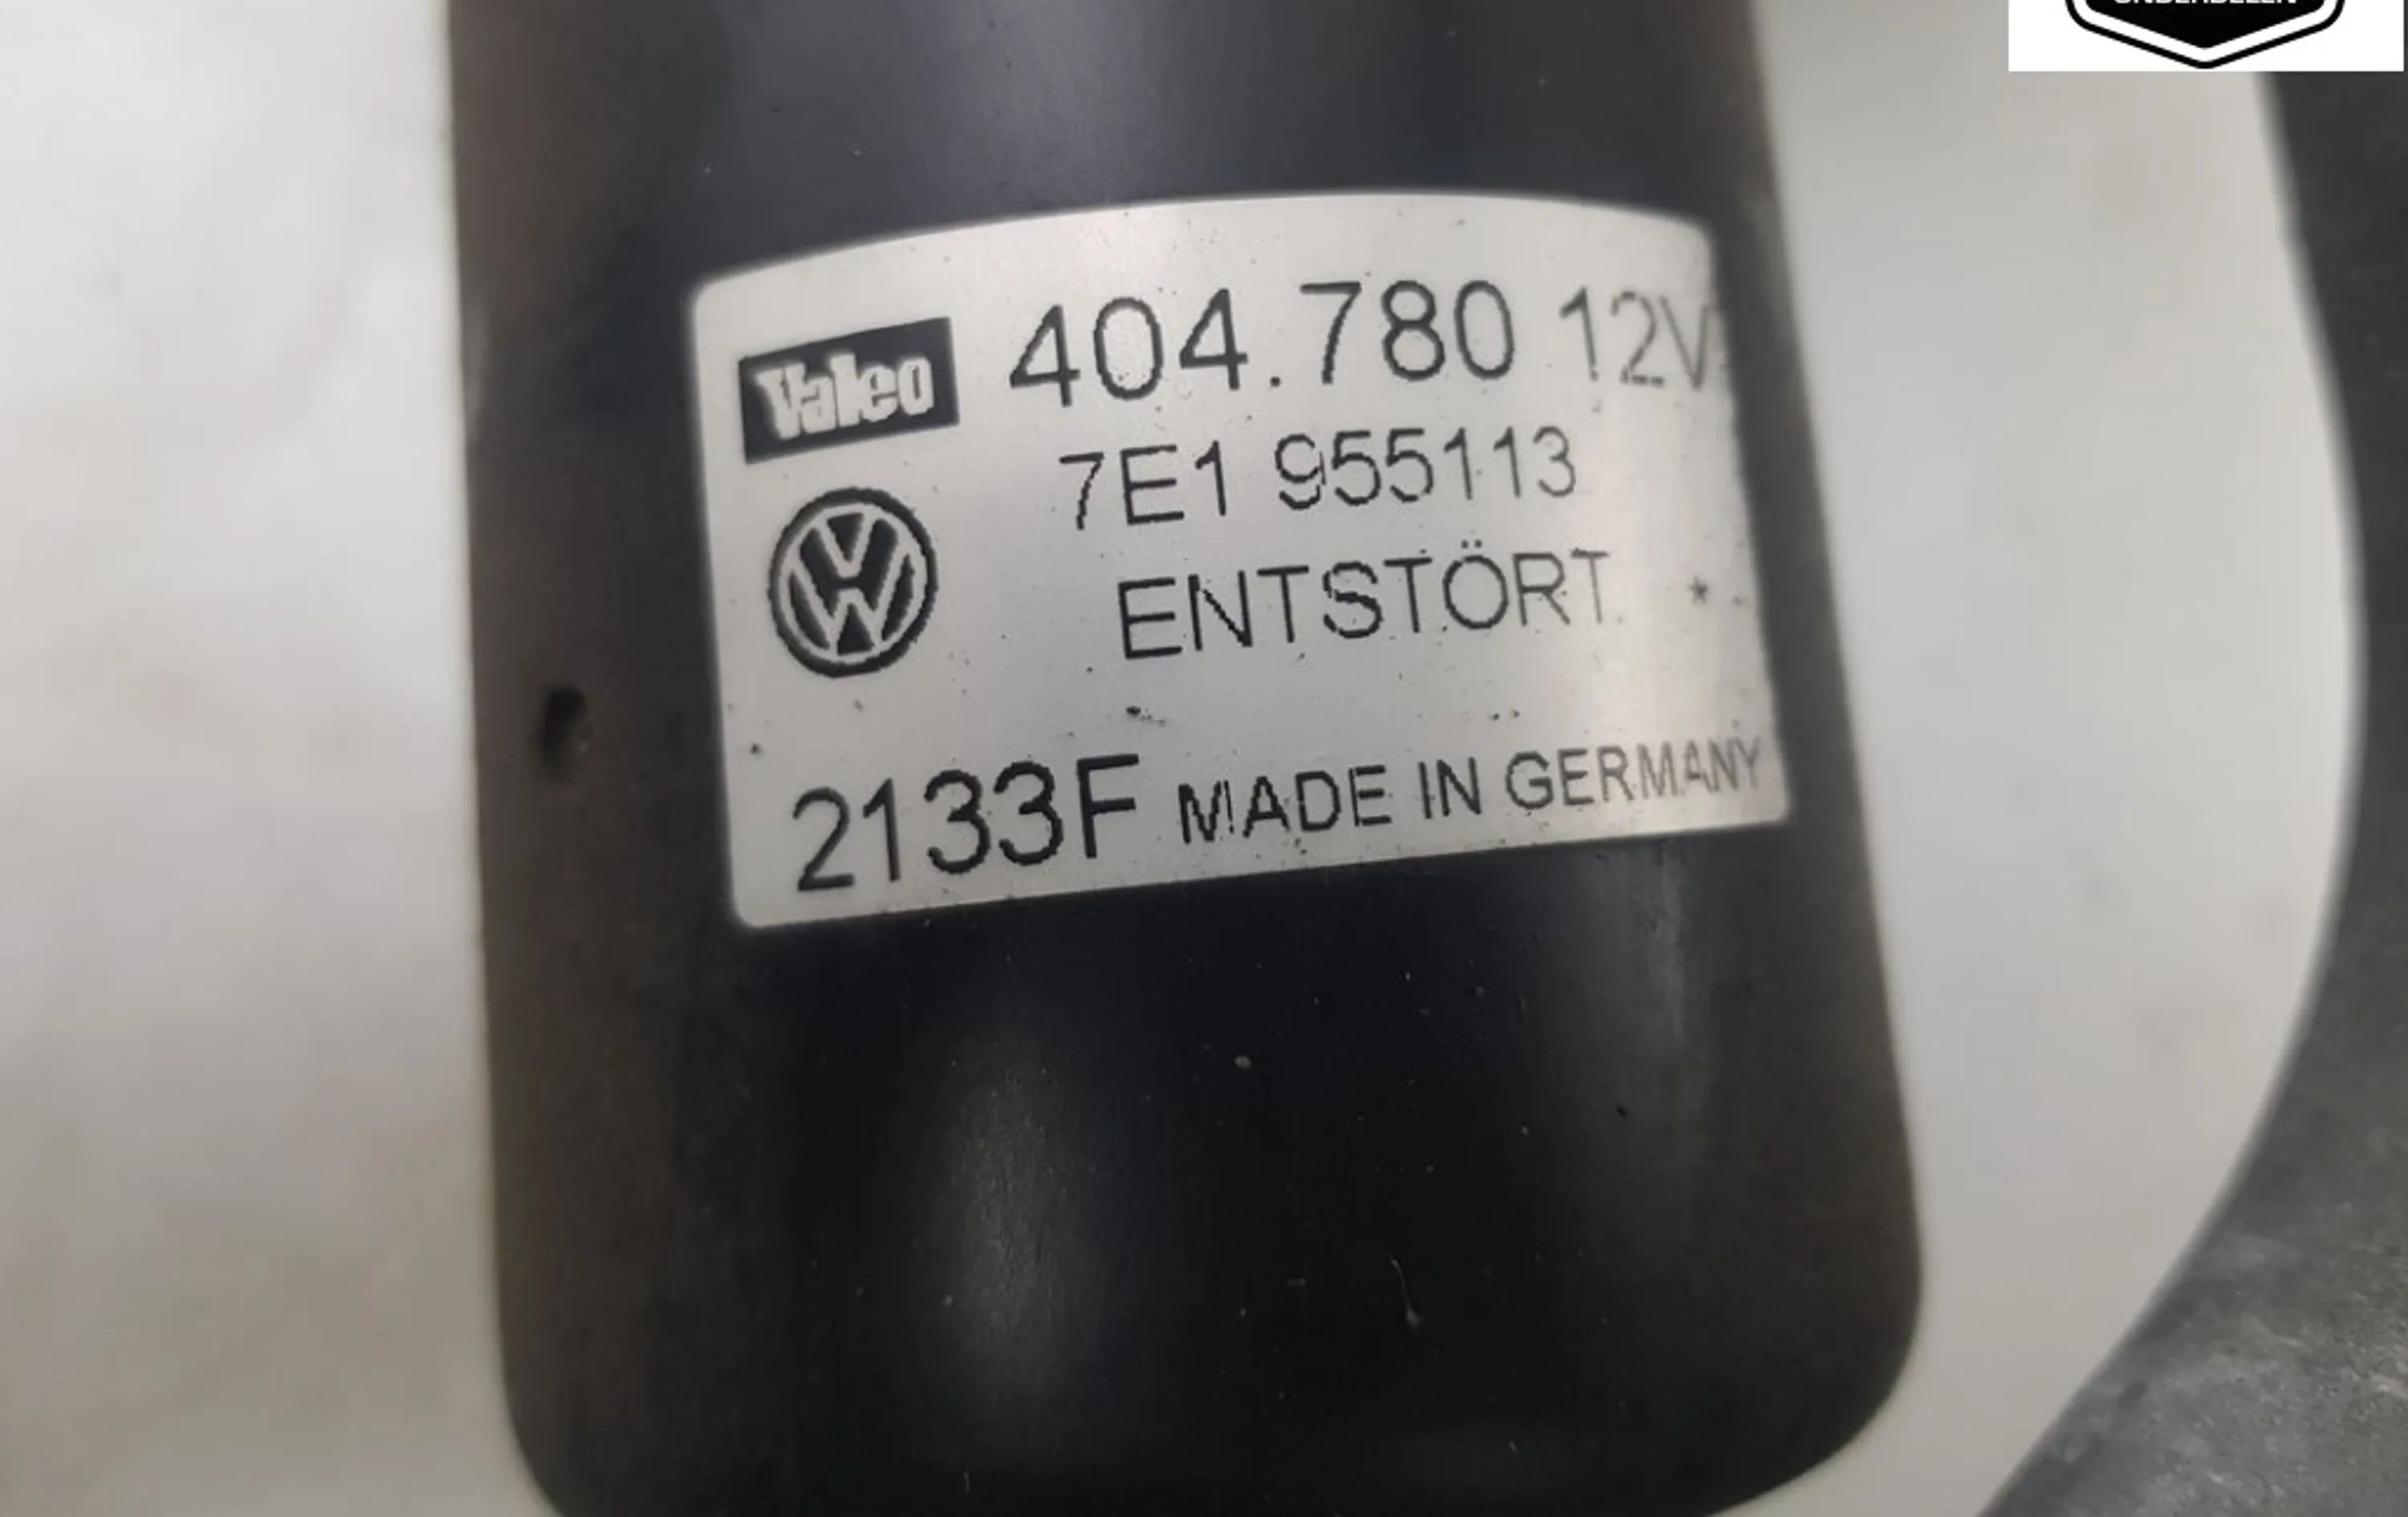 Valeo 404.780 12V
7E1 955113
ENTSTÖRT
2133F MADE IN GERMANY